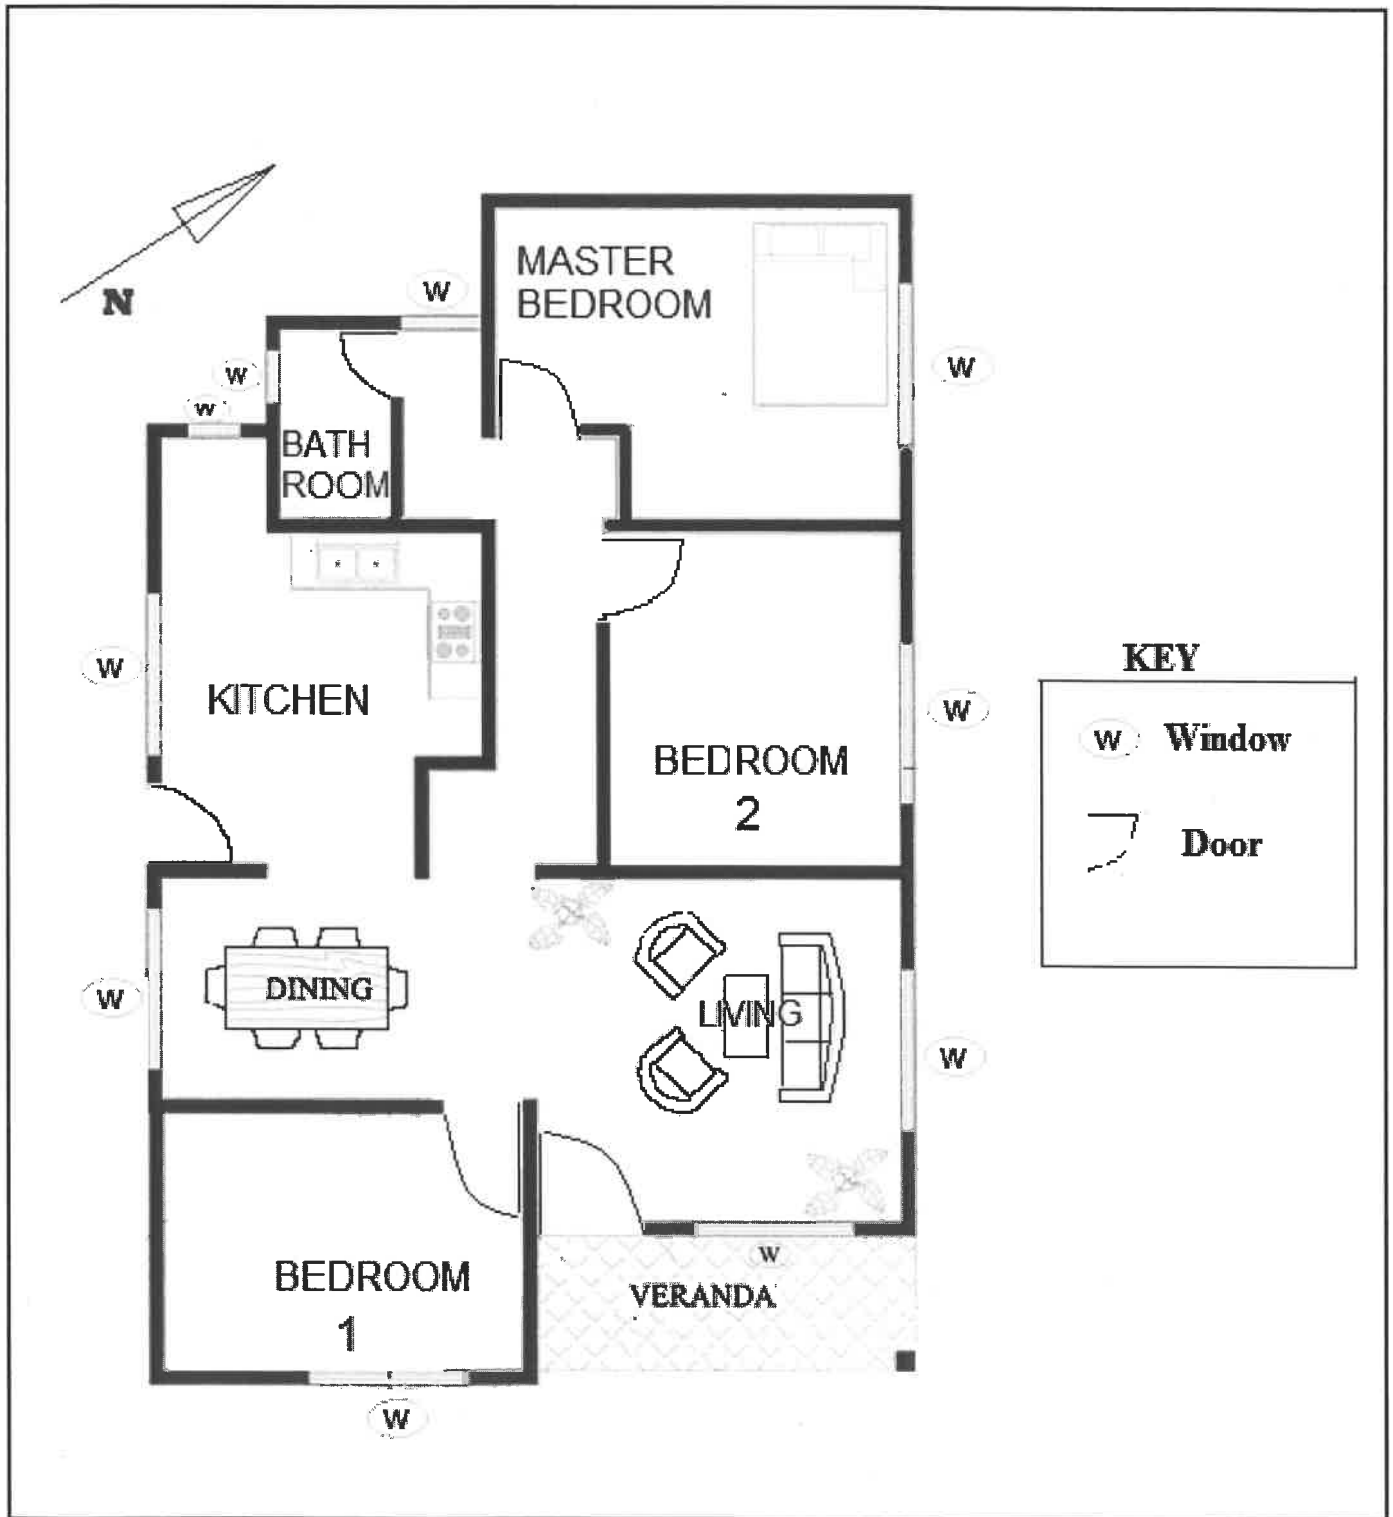 N
W
MASTER
BEDROOM
W
W
W
BATH
ROOM
W
KITCHEN
W
BEDROOM
2
KEY
W Window
Door
W
DINING
LIVING
W
W
VERANDA
BEDROOM
1
W